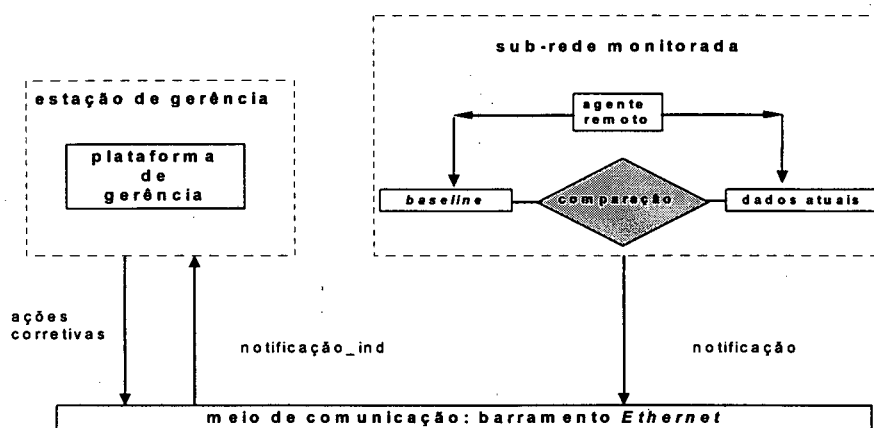 sub-rede monitorada
estação de gerência
agente
remoto
plataforma
de
gerência
baseline
comparação
dados atuais
ações
corretivas
notificação_ind
notificação
meio de comunicação: barramento Ethernet